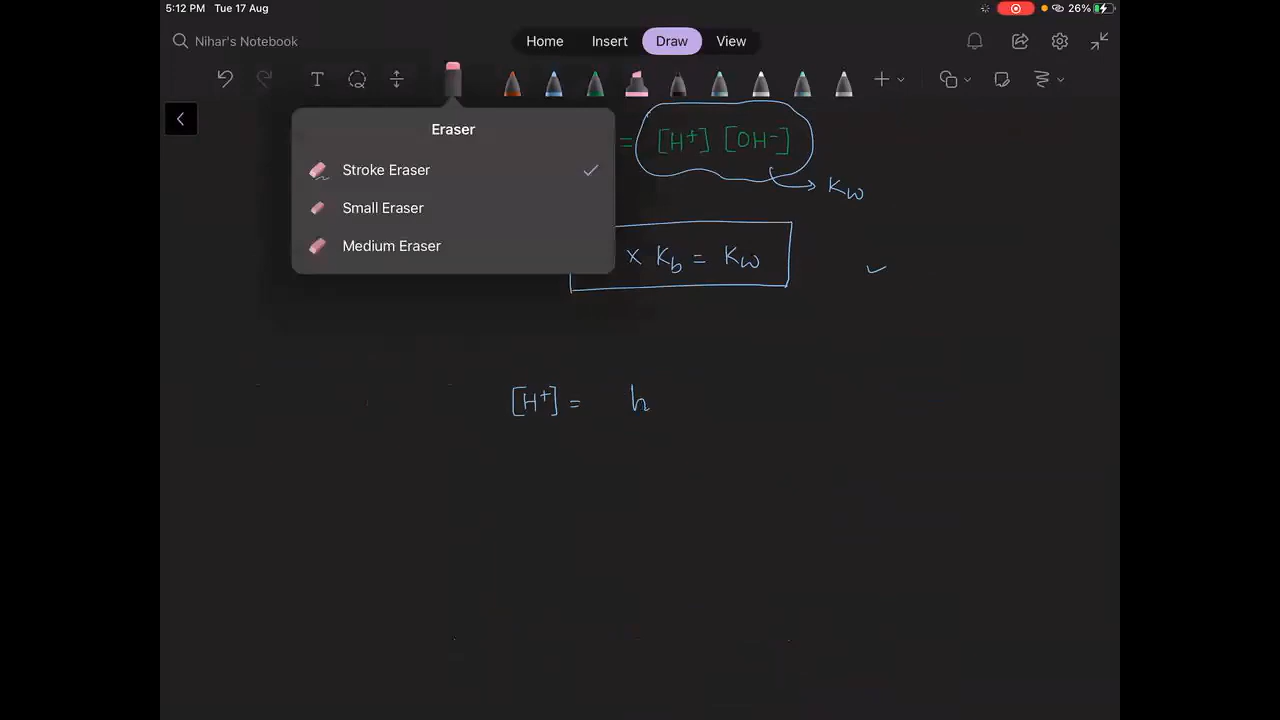 5:12 PM Tue 17 Aug 26%
Nihar's Notebook Home Insert Draw View
T
Eraser
Stroke Eraser
Small Eraser
Medium Eraser
= [H+] [OH-]
Kw
x Kb = Kw
[H+] = h